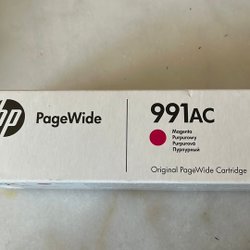 hp
PageWide
991AC
Magenta
Purpurowy
Purpurová
Пурпурный
Original PageWide Cartridge